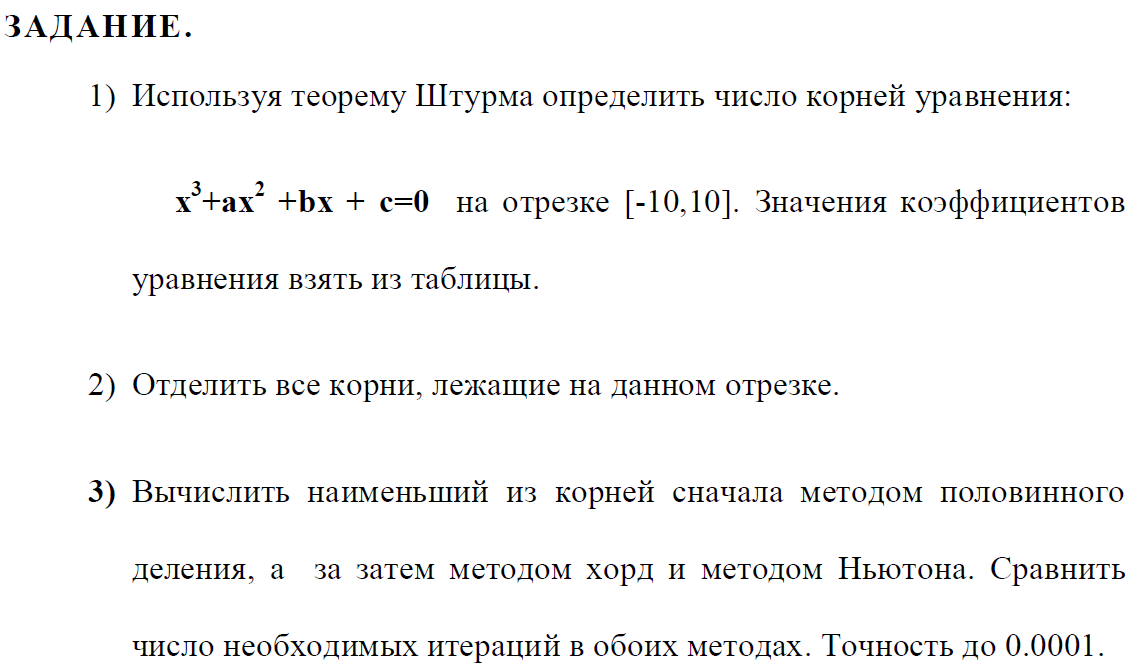 ЗАДАНИЕ.
1) Используя теорему Штурма определить число корней уравнения:
x³+ax² +bx + c=0 на отрезке [-10,10]. Значения коэффициентов
уравнения взять из таблицы.
2) Отделить все корни, лежащие на данном отрезке.
3) Вычислить наименьший из корней сначала методом половинного
деления, а за затем методом хорд и методом Ньютона. Сравнить
число необходимых итераций в обоих методах. Точность до 0.0001.